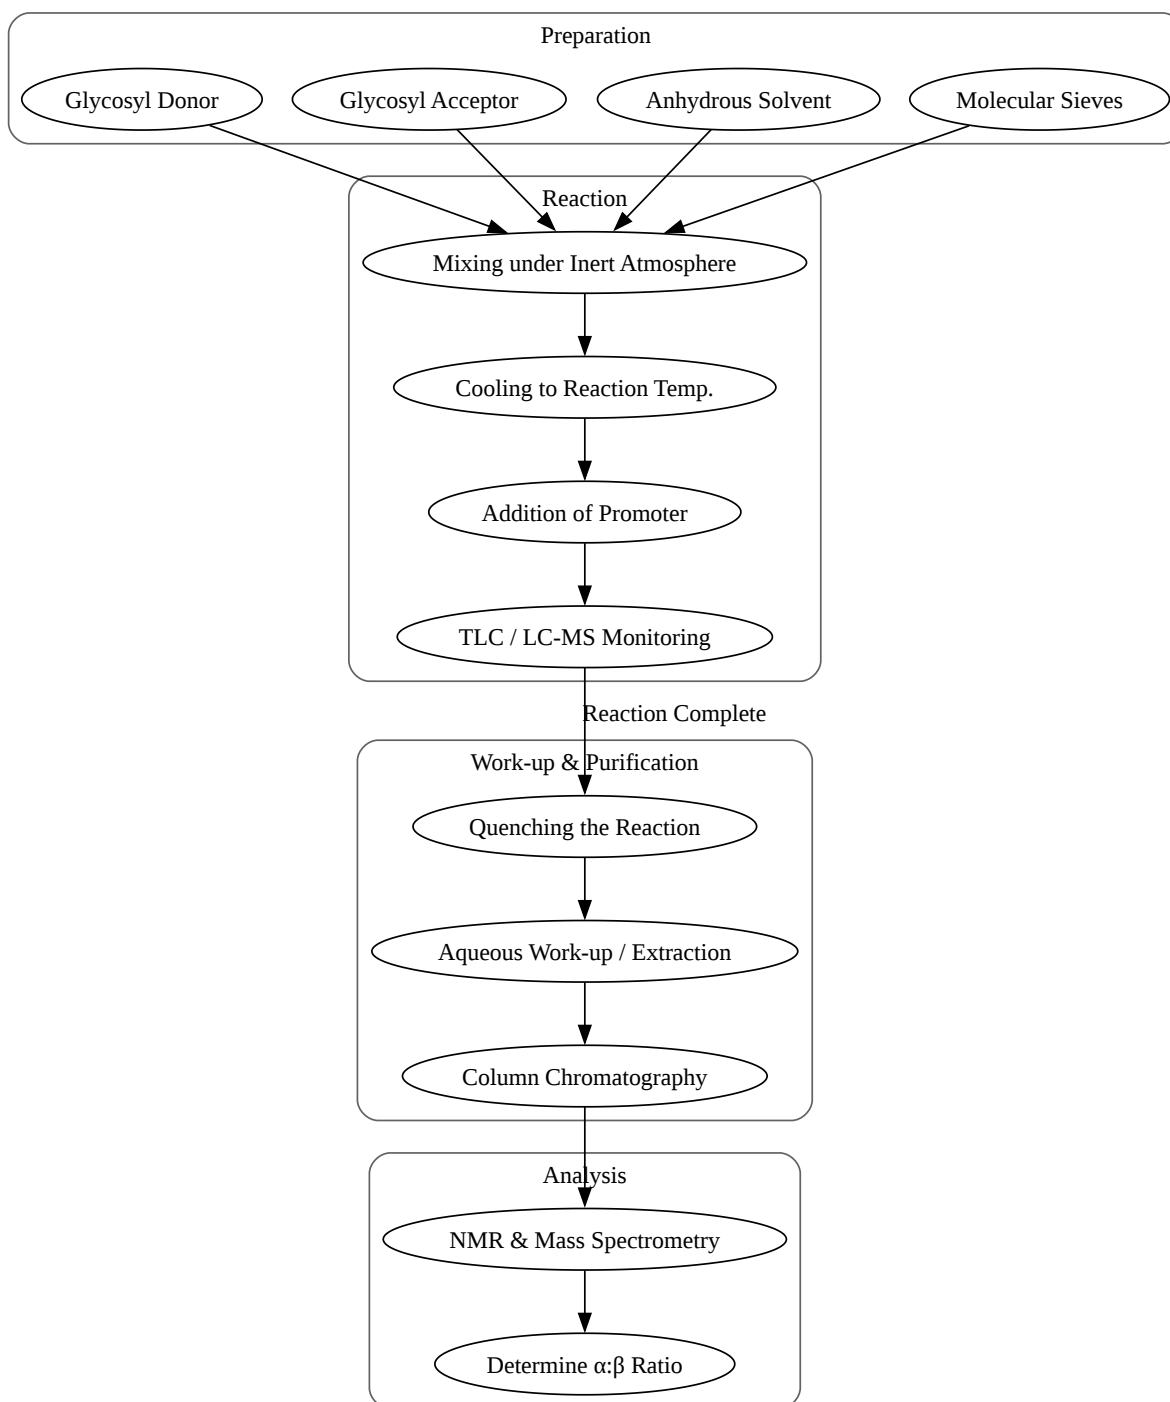 Preparation
Glycosyl Donor
Glycosyl Acceptor
Anhydrous Solvent
Molecular Sieves
Reaction
Mixing under Inert Atmosphere
Cooling to Reaction Temp.
Addition of Promoter
TLC / LC-MS Monitoring
Reaction Complete
Work-up & Purification
Quenching the Reaction
Aqueous Work-up / Extraction
Column Chromatography
Analysis
NMR & Mass Spectrometry
Determine α:β Ratio